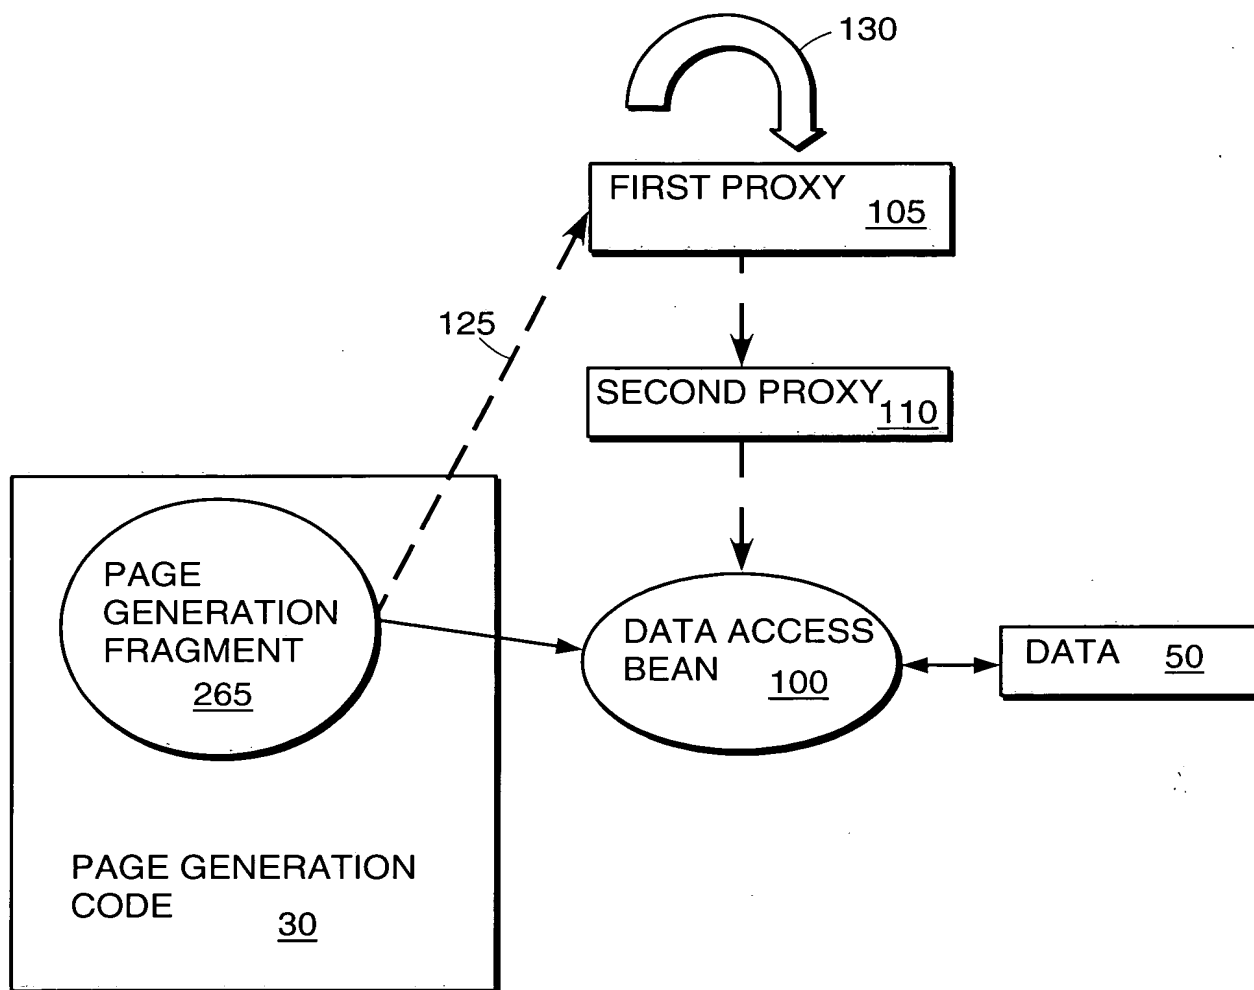 130
FIRST PROXY
105
125
SECOND PROXY
110
PAGE
GENERATION
FRAGMENT
265
DATA ACCESS
BEAN
100
DATA 50
PAGE GENERATION
CODE
30